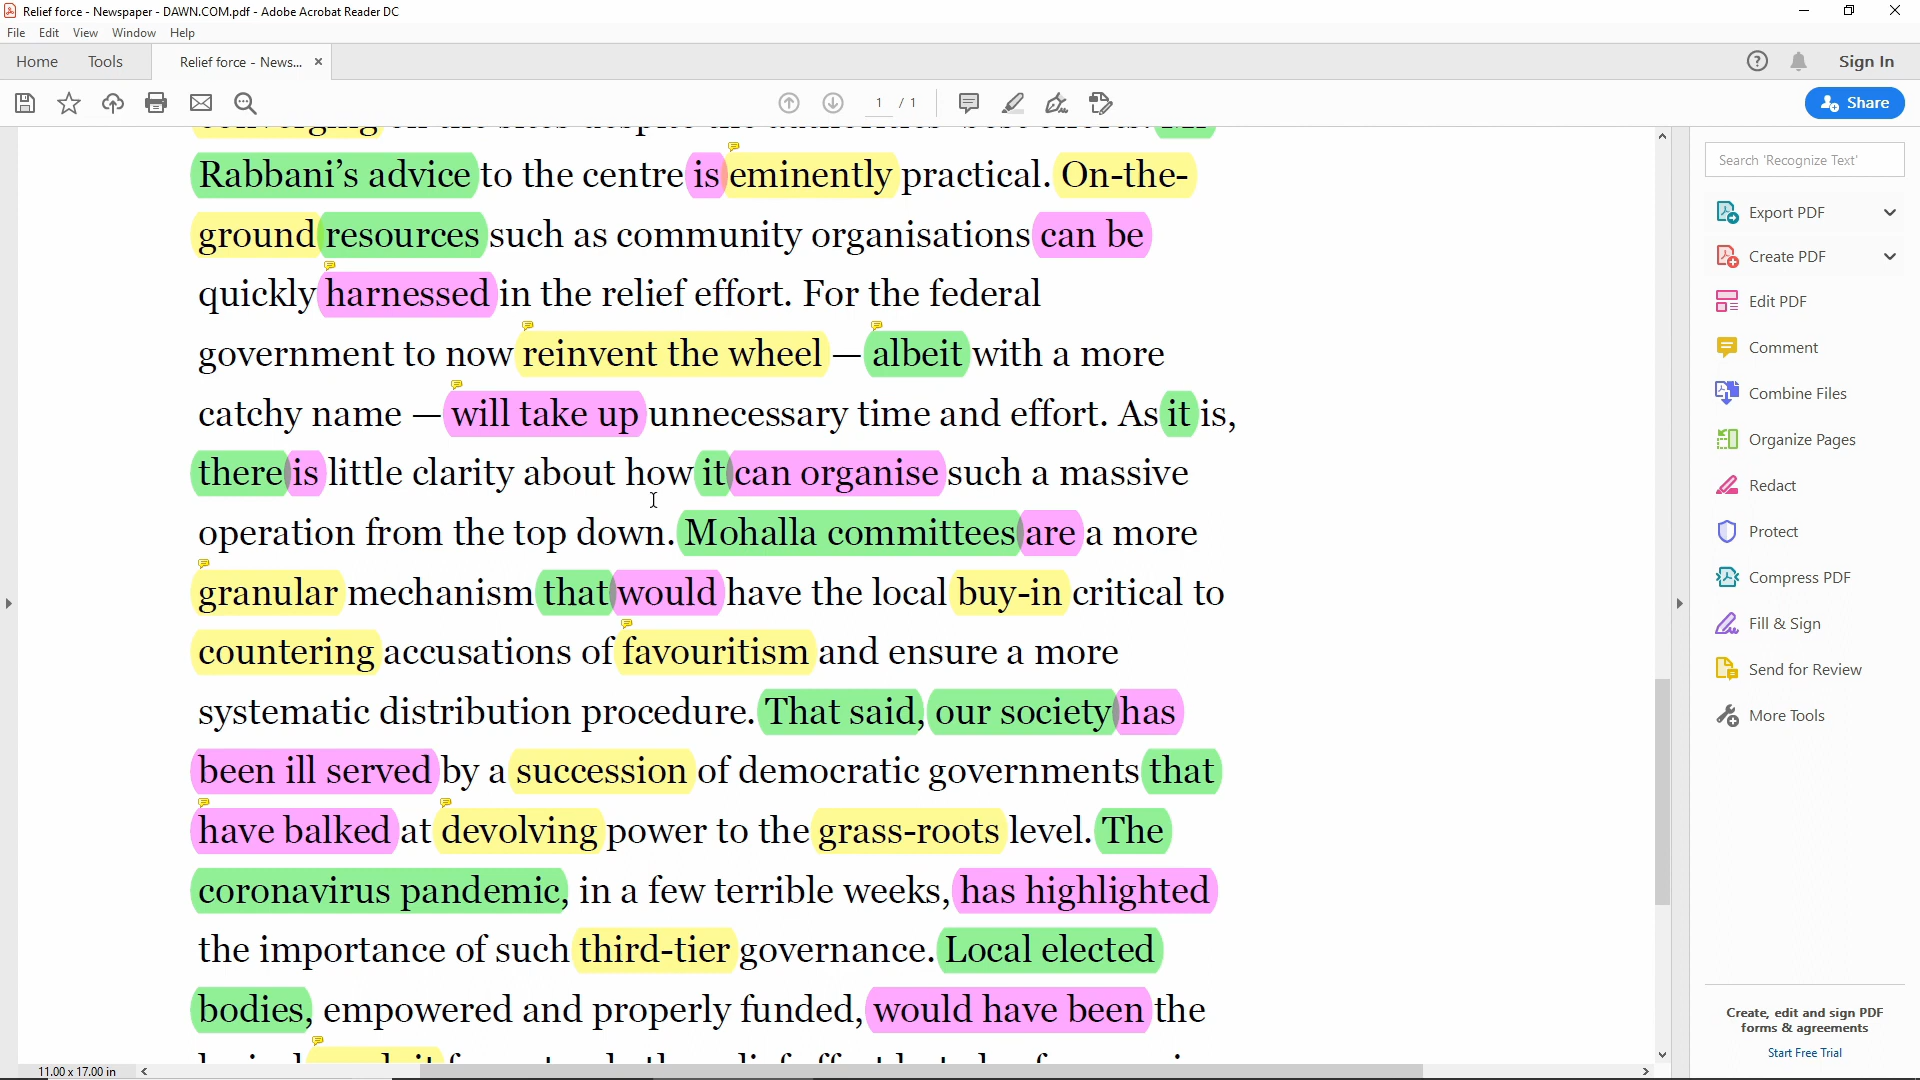 Relief force - Newspaper - DAWN.COM.pdf - Adobe Acrobat Reader DC
File Edit View Window Help
Home Tools Relief force - News... Sign In
1 / 1 Share
Rabbani’s advice to the centre is eminently practical. On-the-
ground resources such as community organisations can be
quickly harnessed in the relief effort. For the federal
government to now reinvent the wheel — albeit with a more
catchy name — will take up unnecessary time and effort. As it is,
there is little clarity about how it can organise such a massive
operation from the top down. Mohalla committees are a more
granular mechanism that would have the local buy-in critical to
countering accusations of favouritism and ensure a more
systematic distribution procedure. That said, our society has
been ill served by a succession of democratic governments that
have balked at devolving power to the grass-roots level. The
coronavirus pandemic, in a few terrible weeks, has highlighted
the importance of such third-tier governance. Local elected
bodies, empowered and properly funded, would have been the
11.00 x 17.00 in
Search 'Recognize Text'
Export PDF
Create PDF
Edit PDF
Comment
Combine Files
Organize Pages
Redact
Protect
Compress PDF
Fill & Sign
Send for Review
More Tools
Create, edit and sign PDF
forms & agreements
Start Free Trial